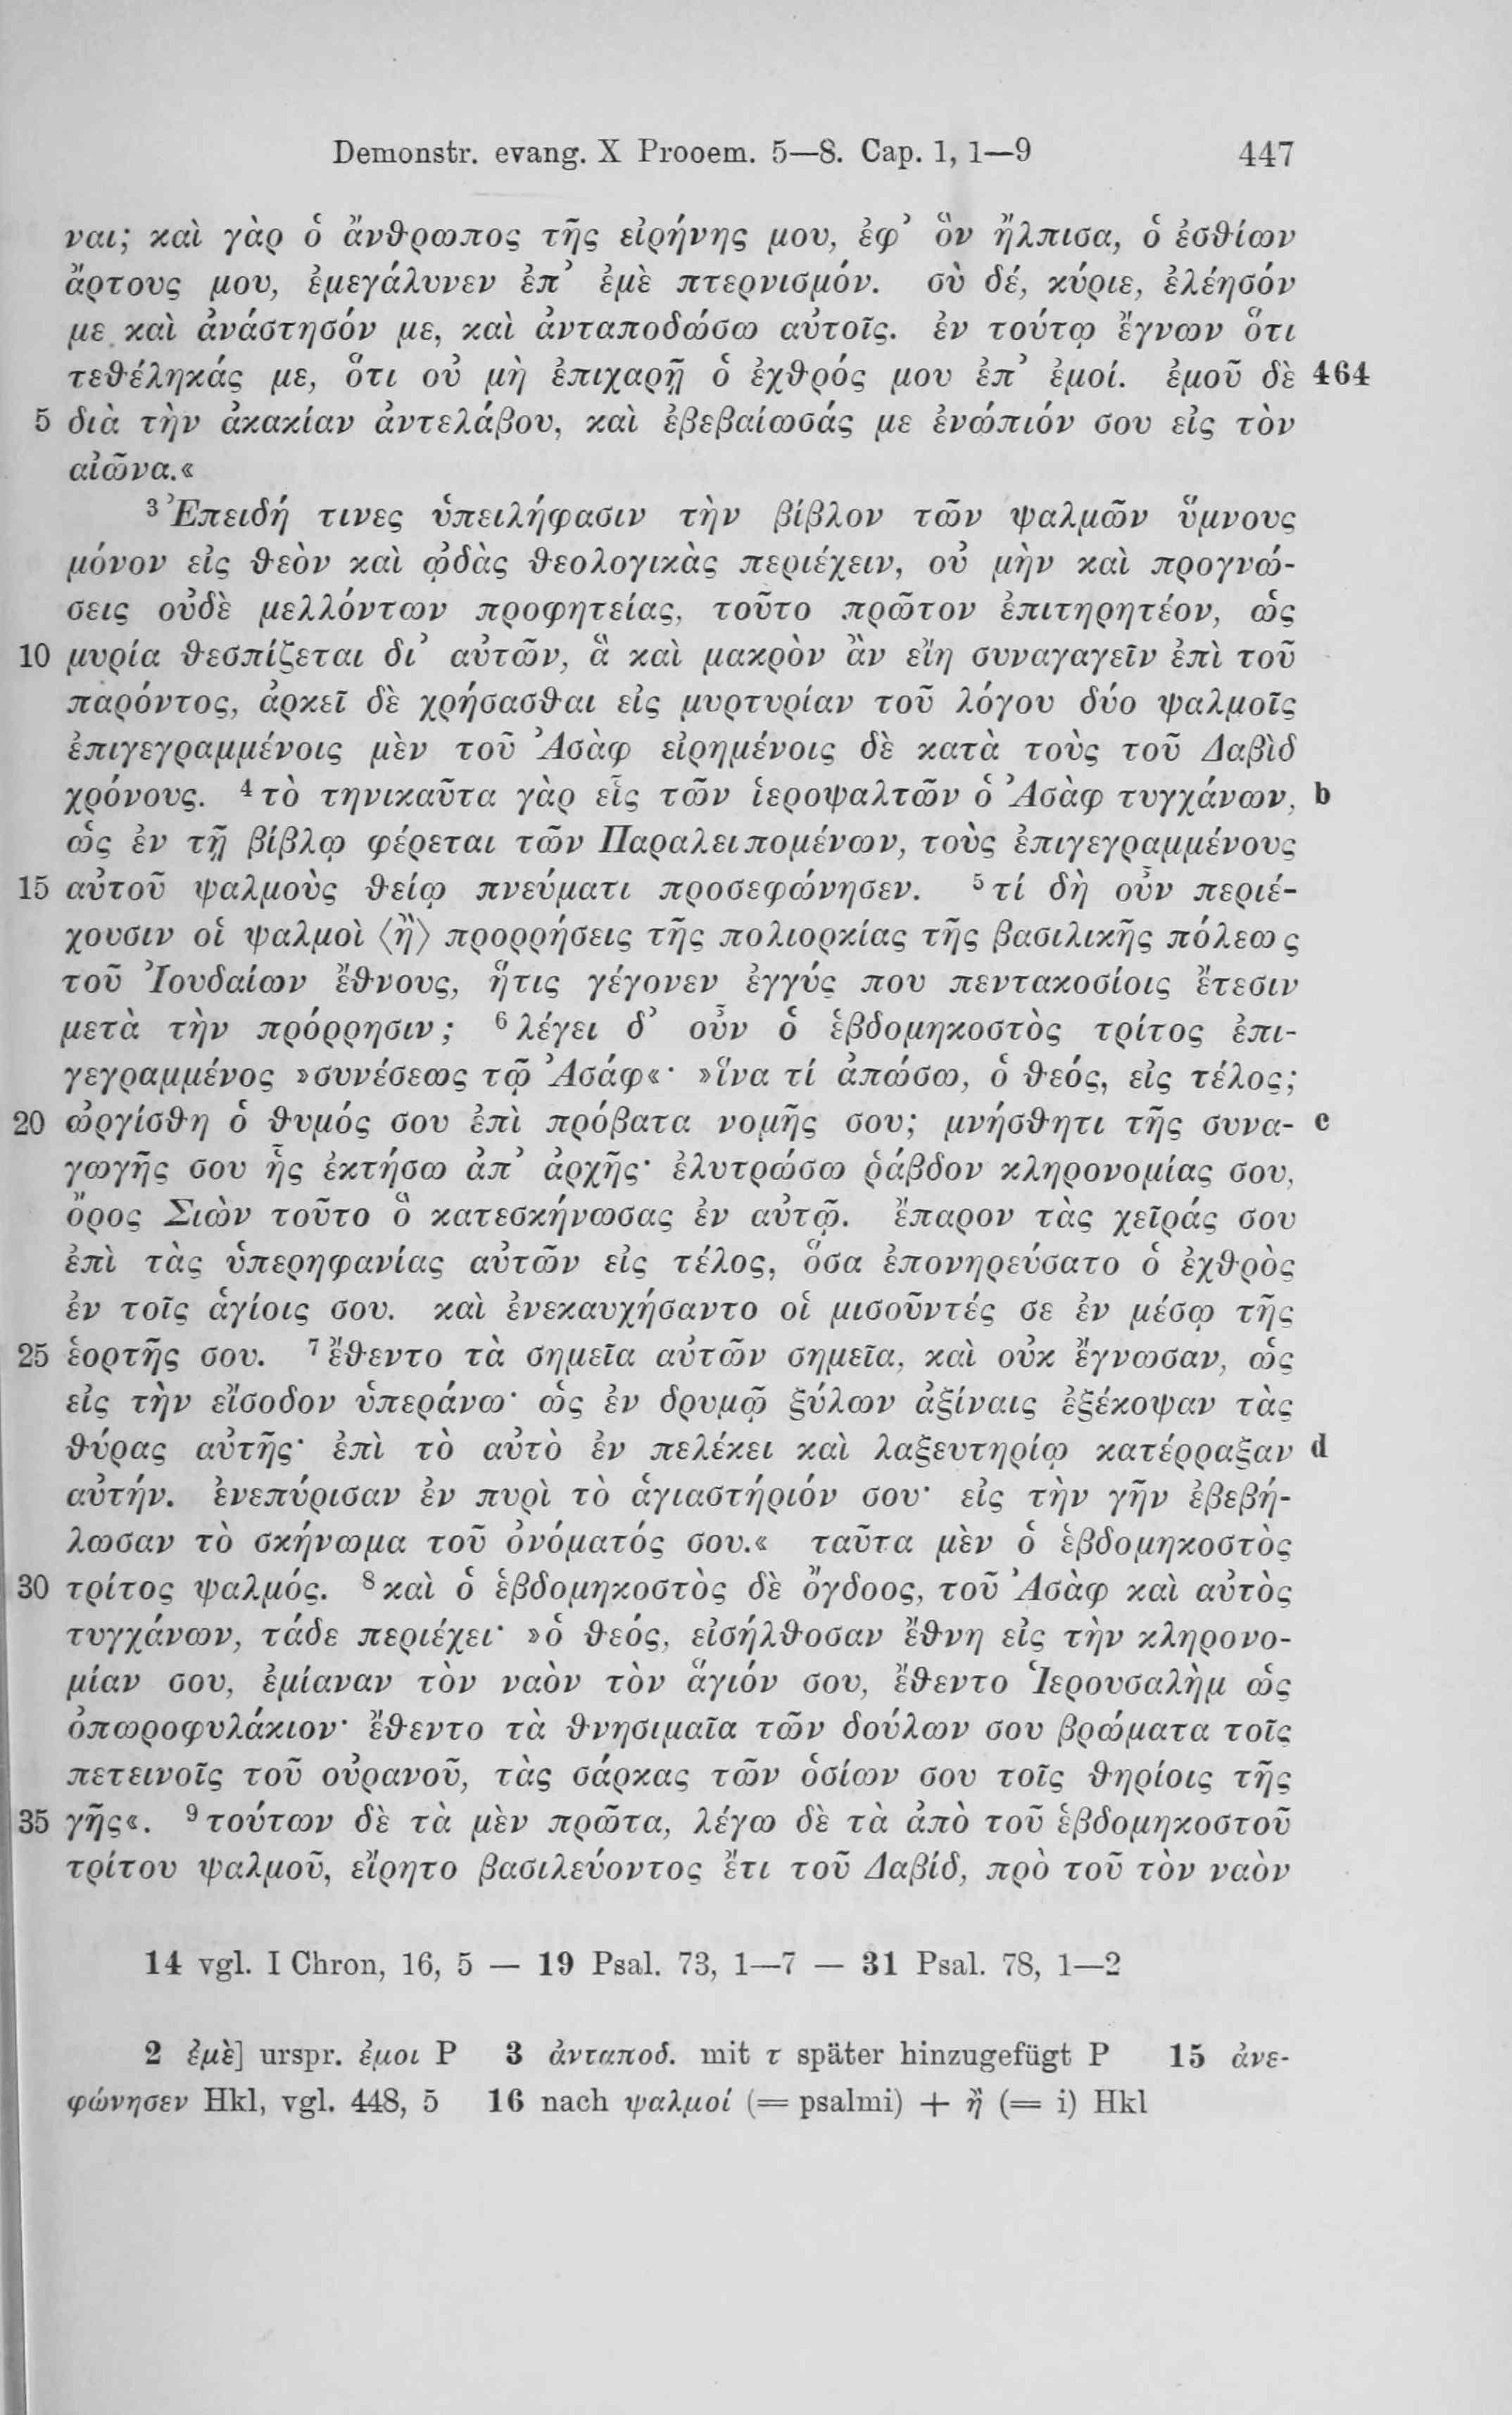 Demonstr. evang. X Prooem. 5—8. Cap. 1, 1—9 447
ναι; καὶ γὰρ ὁ ἄνθρωπος τῆς εἰρήνης μου, ἐφ’ ὃν ἤλπισα, ὁ ἐσθίων
ἄρτους μου, ἐμεγάλυνεν ἐπ’ ἐμὲ πτερνισμόν. σὺ δέ, κύριε, ἐλέησόν
με καὶ ἀνάστησόν με, καὶ ἀνταποδώσω αὐτοῖς. ἐν τούτῳ ἔγνων ὅτι
τεθέληκάς με, ὅτι οὐ μὴ ἐπιχαρῇ ὁ ἐχθρός μου ἐπ’ ἐμοί. ἐμοῦ δὲ 464
5 διὰ τὴν ἀκακίαν ἀντελάβου, καὶ ἐβεβαίωσάς με ἐνώπιόν σου εἰς τὸν
αἰῶνα.«
³ Ἐπειδή τινες ὑπειλήφασιν τὴν βίβλον τῶν ψαλμῶν ὕμνους
μόνον εἰς θεὸν καὶ ᾠδὰς θεολογικὰς περιέχειν, οὐ μὴν καὶ προγνώ-
σεις οὐδὲ μελλόντων προφητείας, τοῦτο πρῶτον ἐπιτηρητέον, ὡς
10 μυρία θεσπίζεται δι’ αὐτῶν, ἃ καὶ μακρὸν ἂν εἴη συναγαγεῖν ἐπὶ τοῦ
παρόντος, ἀρκεῖ δὲ χρήσασθαι εἰς μυρτυρίαν τοῦ λόγου δύο ψαλμοῖς
ἐπιγεγραμμένοις μὲν τοῦ Ἀσὰφ εἰρημένοις δὲ κατὰ τοὺς τοῦ Δαβὶδ
χρόνους. ⁴ τὸ τηνικαῦτα γὰρ εἷς τῶν ἱεροψαλτῶν ὁ Ἀσὰφ τυγχάνων, b
ὡς ἐν τῇ βίβλῳ φέρεται τῶν Παραλειπομένων, τοὺς ἐπιγεγραμμένους
15 αὐτοῦ ψαλμοὺς θείῳ πνεύματι προσεφώνησεν. ⁵ τί δὴ οὖν περιέ-
χουσιν οἱ ψαλμοὶ ⟨ἢ⟩ προρρήσεις τῆς πολιορκίας τῆς βασιλικῆς πόλεως
τοῦ Ἰουδαίων ἔθνους, ἥτις γέγονεν ἐγγύς που πεντακοσίοις ἔτεσιν
μετὰ τὴν πρόρρησιν; ⁶ λέγει δ’ οὖν ὁ ἑβδομηκοστὸς τρίτος ἐπι-
γεγραμμένος »συνέσεως τῷ Ἀσάφ«· »ἵνα τί ἀπώσω, ὁ θεός, εἰς τέλος;
20 ὠργίσθη ὁ θυμός σου ἐπὶ πρόβατα νομῆς σου; μνήσθητι τῆς συνα- c
γωγῆς σου ἧς ἐκτήσω ἀπ’ ἀρχῆς· ἐλυτρώσω ῥάβδον κληρονομίας σου,
ὄρος Σιὼν τοῦτο ὃ κατεσκήνωσας ἐν αὐτῷ. ἔπαρον τὰς χεῖράς σου
ἐπὶ τὰς ὑπερηφανίας αὐτῶν εἰς τέλος, ὅσα ἐπονηρεύσατο ὁ ἐχθρὸς
ἐν τοῖς ἁγίοις σου. καὶ ἐνεκαυχήσαντο οἱ μισοῦντές σε ἐν μέσῳ τῆς
25 ἑορτῆς σου. ⁷ ἔθεντο τὰ σημεῖα αὐτῶν σημεῖα, καὶ οὐκ ἔγνωσαν, ὡς
εἰς τὴν εἴσοδον ὑπεράνω· ὡς ἐν δρυμῷ ξύλων ἀξίναις ἐξέκοψαν τὰς
θύρας αὐτῆς· ἐπὶ τὸ αὐτὸ ἐν πελέκει καὶ λαξευτηρίῳ κατέρραξαν d
αὐτήν. ἐνεπύρισαν ἐν πυρὶ τὸ ἁγιαστήριόν σου· εἰς τὴν γῆν ἐβεβή-
λωσαν τὸ σκήνωμα τοῦ ὀνόματός σου.« ταῦτα μὲν ὁ ἑβδομηκοστὸς
30 τρίτος ψαλμός. ⁸ καὶ ὁ ἑβδομηκοστὸς δὲ ὄγδοος, τοῦ Ἀσὰφ καὶ αὐτὸς
τυγχάνων, τάδε περιέχει· »ὁ θεός, εἰσήλθοσαν ἔθνη εἰς τὴν κληρονο-
μίαν σου, ἐμίαναν τὸν ναὸν τὸν ἅγιόν σου, ἔθεντο Ἱερουσαλὴμ ὡς
ὀπωροφυλάκιον· ἔθεντο τὰ θνησιμαῖα τῶν δούλων σου βρώματα τοῖς
πετεινοῖς τοῦ οὐρανοῦ, τὰς σάρκας τῶν ὁσίων σου τοῖς θηρίοις τῆς
35 γῆς«. ⁹ τούτων δὲ τὰ μὲν πρῶτα, λέγω δὲ τὰ ἀπὸ τοῦ ἑβδομηκοστοῦ
τρίτου ψαλμοῦ, εἴρητο βασιλεύοντος ἔτι τοῦ Δαβίδ, πρὸ τοῦ τὸν ναὸν
14 vgl. I Chron, 16, 5 — 19 Psal. 73, 1—7 — 31 Psal. 78, 1—2
2 ἐμὲ] urspr. ἐμοι P 3 ἀνταποδ. mit τ später hinzugefügt P 15 ἀνε-
φώνησεν Hkl, vgl. 448, 5 16 nach ψαλμοί (= psalmi) + ἢ (= i) Hkl